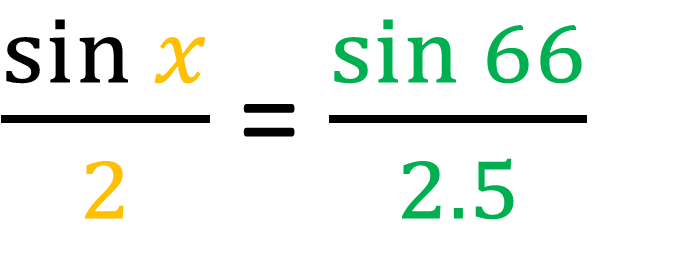 sin x / 2 = sin 66 / 2.5